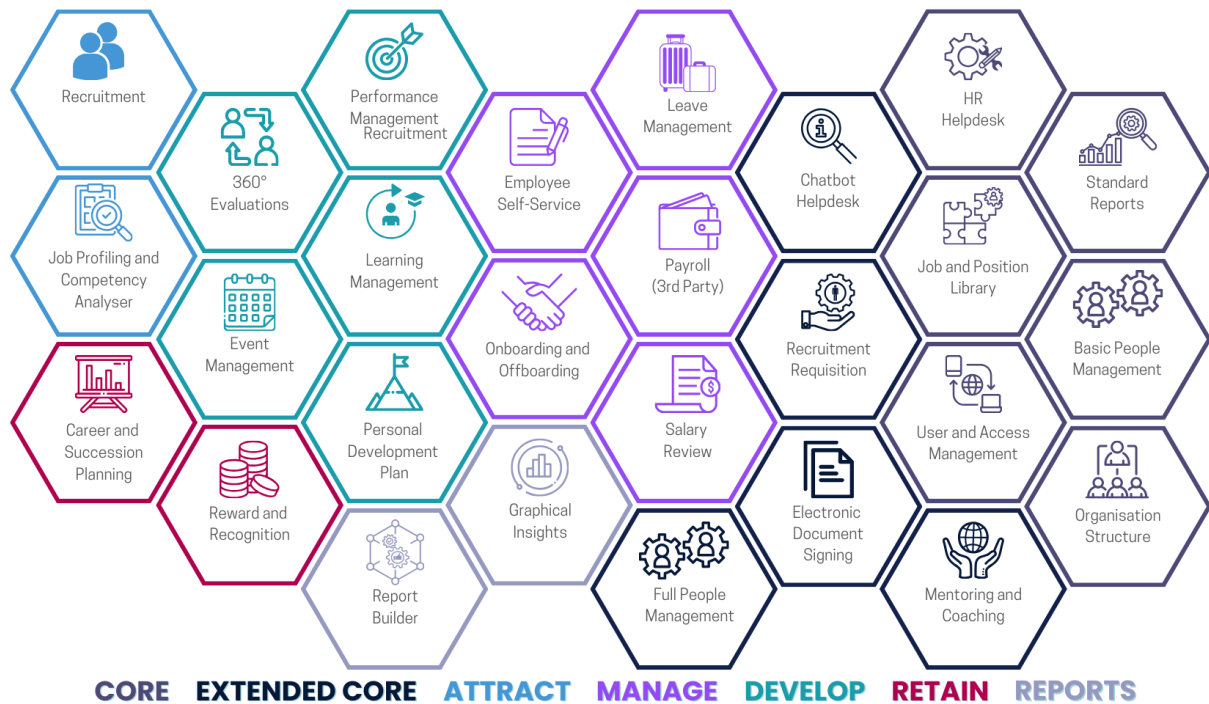 Recruitment
Performance
Management
Recruitment
Leave
Management
HR
Helpdesk
360°
Evaluations
Employee
Self-Service
Chatbot
Helpdesk
Standard
Reports
Job Profiling and
Competency
Analyser
Learning
Management
Payroll
(3rd Party)
Job and Position
Library
Event
Management
Onboarding and
Offboarding
Recruitment
Requisition
Basic People
Management
Career and
Succession
Planning
Personal
Development
Plan
Salary
Review
User and Access
Management
Reward and
Recognition
Graphical
Insights
Electronic
Document
Signing
Organisation
Structure
Report
Builder
Full People
Management
Mentoring and
Coaching
CORE EXTENDED CORE ATTRACT MANAGE DEVELOP RETAIN REPORTS